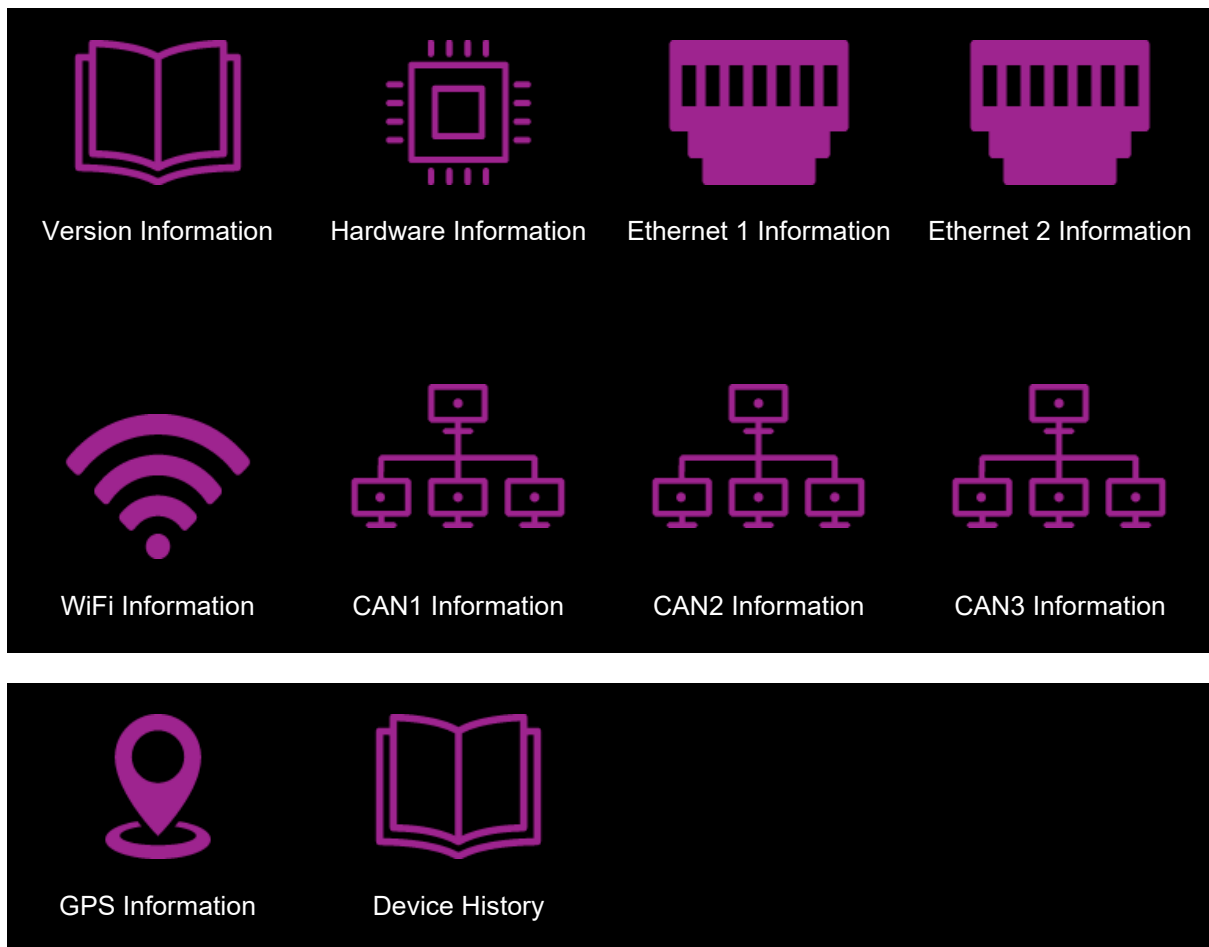 Version Information
Hardware Information
Ethernet 1 Information
Ethernet 2 Information
WiFi Information
CAN1 Information
CAN2 Information
CAN3 Information
GPS Information
Device History